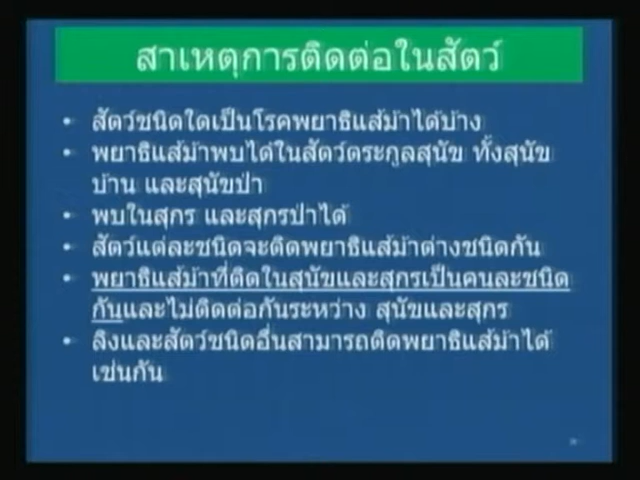 สาเหตุการติดต่อในสัตว์
• สัตว์ชนิดใดเป็นโรคพยาธิแส้ม้าได้บ้าง
• พยาธิแส้ม้าพบได้ในสัตว์ตระกูลสุนัข ทั้งสุนัข
บ้าน และสุนัขป่า
• พบในสุกร และสุกรป่าได้
• สัตว์แต่ละชนิดจะติดพยาธิแส้ม้าต่างชนิดกัน
• พยาธิแส้ม้าที่ติดในสุนัขและสุกรเป็นคนละชนิด
กันและไม่ติดต่อกันระหว่าง สุนัขและสุกร
• ลิงและสัตว์ชนิดอื่นสามารถติดพยาธิแส้ม้าได้
เช่นกัน